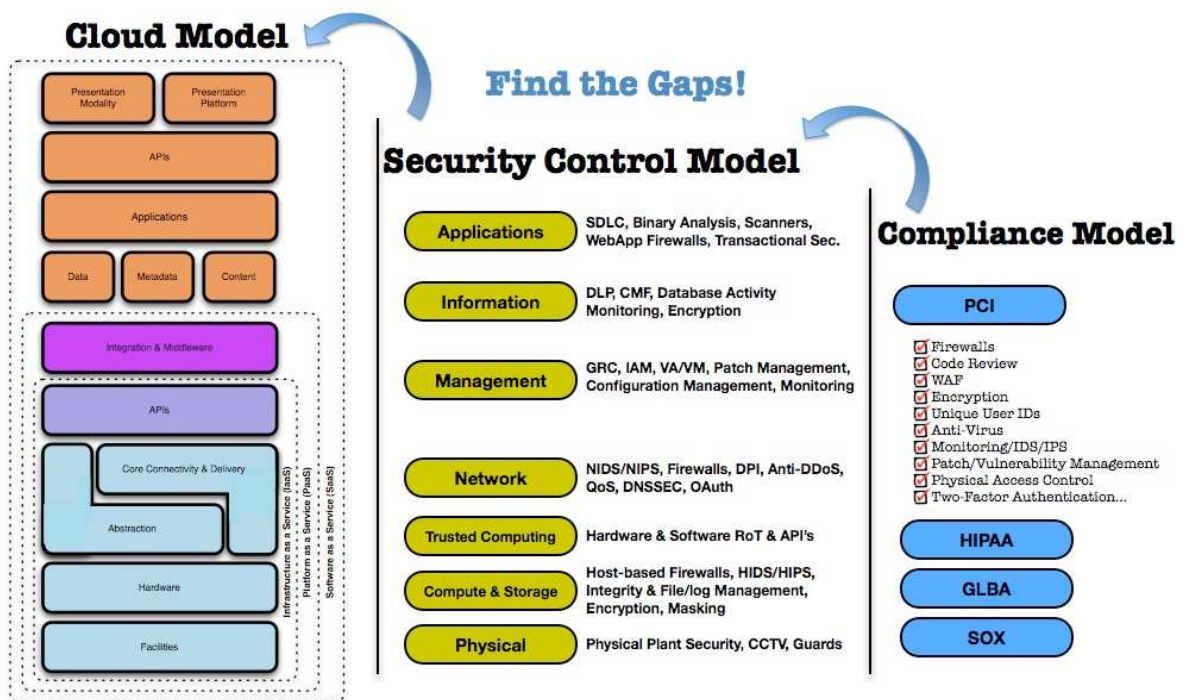 Cloud Model
Presentation
Modality
Presentation
Platform
APIs
Applications
Data
Metadata
Content
Integration & Middleware
APIs
Core Connectivity & Delivery
Abstraction
Hardware
Facilities
Infrastructure as a Service (IaaS)
Platform as a Service (PaaS)
Software as a Service (SaaS)
Find the Gaps!
Security Control Model
Applications
SDLC, Binary Analysis, Scanners,
WebApp Firewalls, Transactional Sec.
Information
DLP, CMF, Database Activity
Monitoring, Encryption
Management
GRC, IAM, VA/VM, Patch Management,
Configuration Management, Monitoring
Network
NIDS/NIPS, Firewalls, DPI, Anti-DDoS,
QoS, DNSSEC, OAuth
Trusted Computing
Hardware & Software RoT & API's
Compute & Storage
Host-based Firewalls, HIDS/HIPS,
Integrity & File/log Management,
Encryption, Masking
Physical
Physical Plant Security, CCTV, Guards
Compliance Model
PCI
Firewalls
Code Review
WAF
Encryption
Unique User IDs
Anti-Virus
Monitoring/IDS/IPS
Patch/Vulnerability Management
Physical Access Control
Two-Factor Authentication...
HIPAA
GLBA
SOX